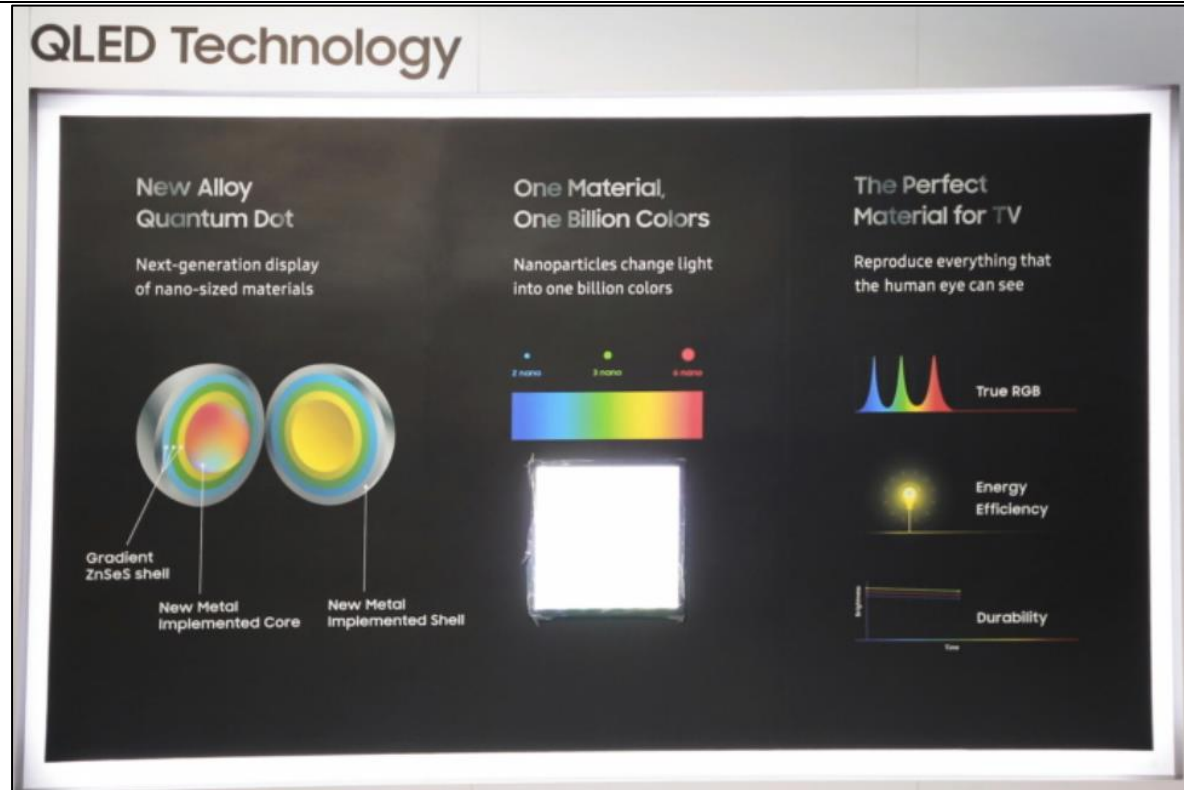 QLED Technology
New Alloy
Quantum Dot
Next-generation display
of nano-sized materials
Gradient
ZnSeS shell
New Metal
Implemented Core
New Metal
Implemented Shell
One Material,
One Billion Colors
Nanoparticles change light
into one billion colors
2 nano
3 nano
6 nano
The Perfect
Material for TV
Reproduce everything that
the human eye can see
True RGB
Energy
Efficiency
Brightness
Durability
Time